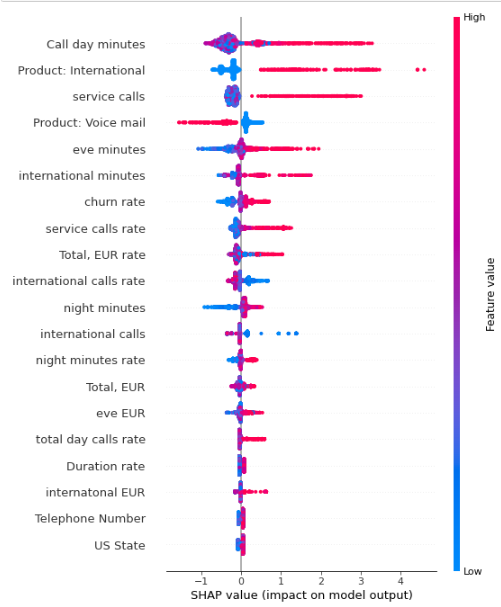 High
Call day minutes
Product: International
service calls
Product: Voice mail
eve minutes
international minutes
churn rate
service calls rate
Total, EUR rate
international calls rate
night minutes
international calls
night minutes rate
Total, EUR
eve EUR
total day calls rate
Duration rate
internatonal EUR
Telephone Number
US State
Feature value
Low
−1 0 1 2 3 4
SHAP value (impact on model output)